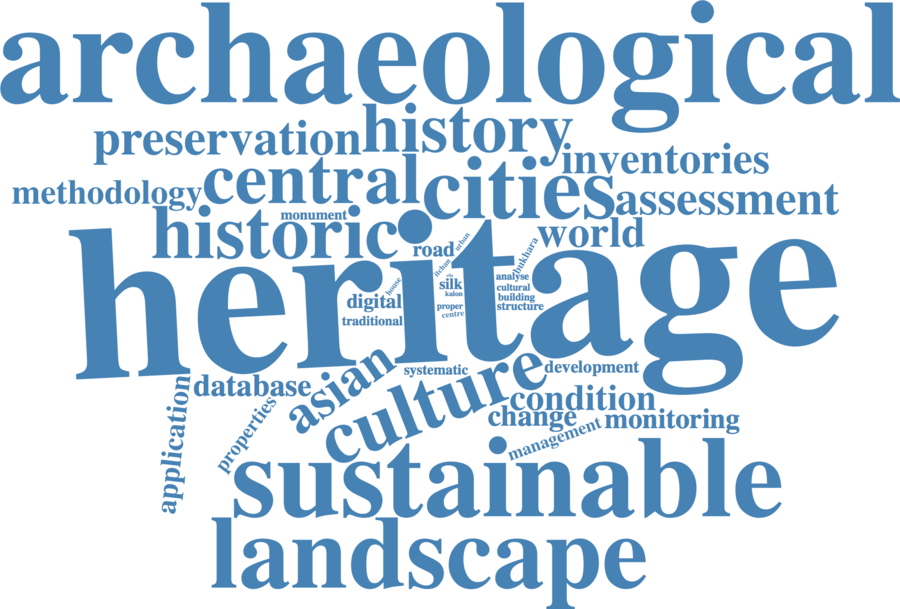 archaeological
preservation
history
inventories
methodology
central
cities
assessment
historic
monument
road
urban
world
heritage
itchan
bukhara
city
silk
kalon
analyse
cultural
building
structure
house
digital
traditional
proper
centre
systematic
development
database
asian
culture
condition
application
properties
change
monitoring
management
sustainable
landscape